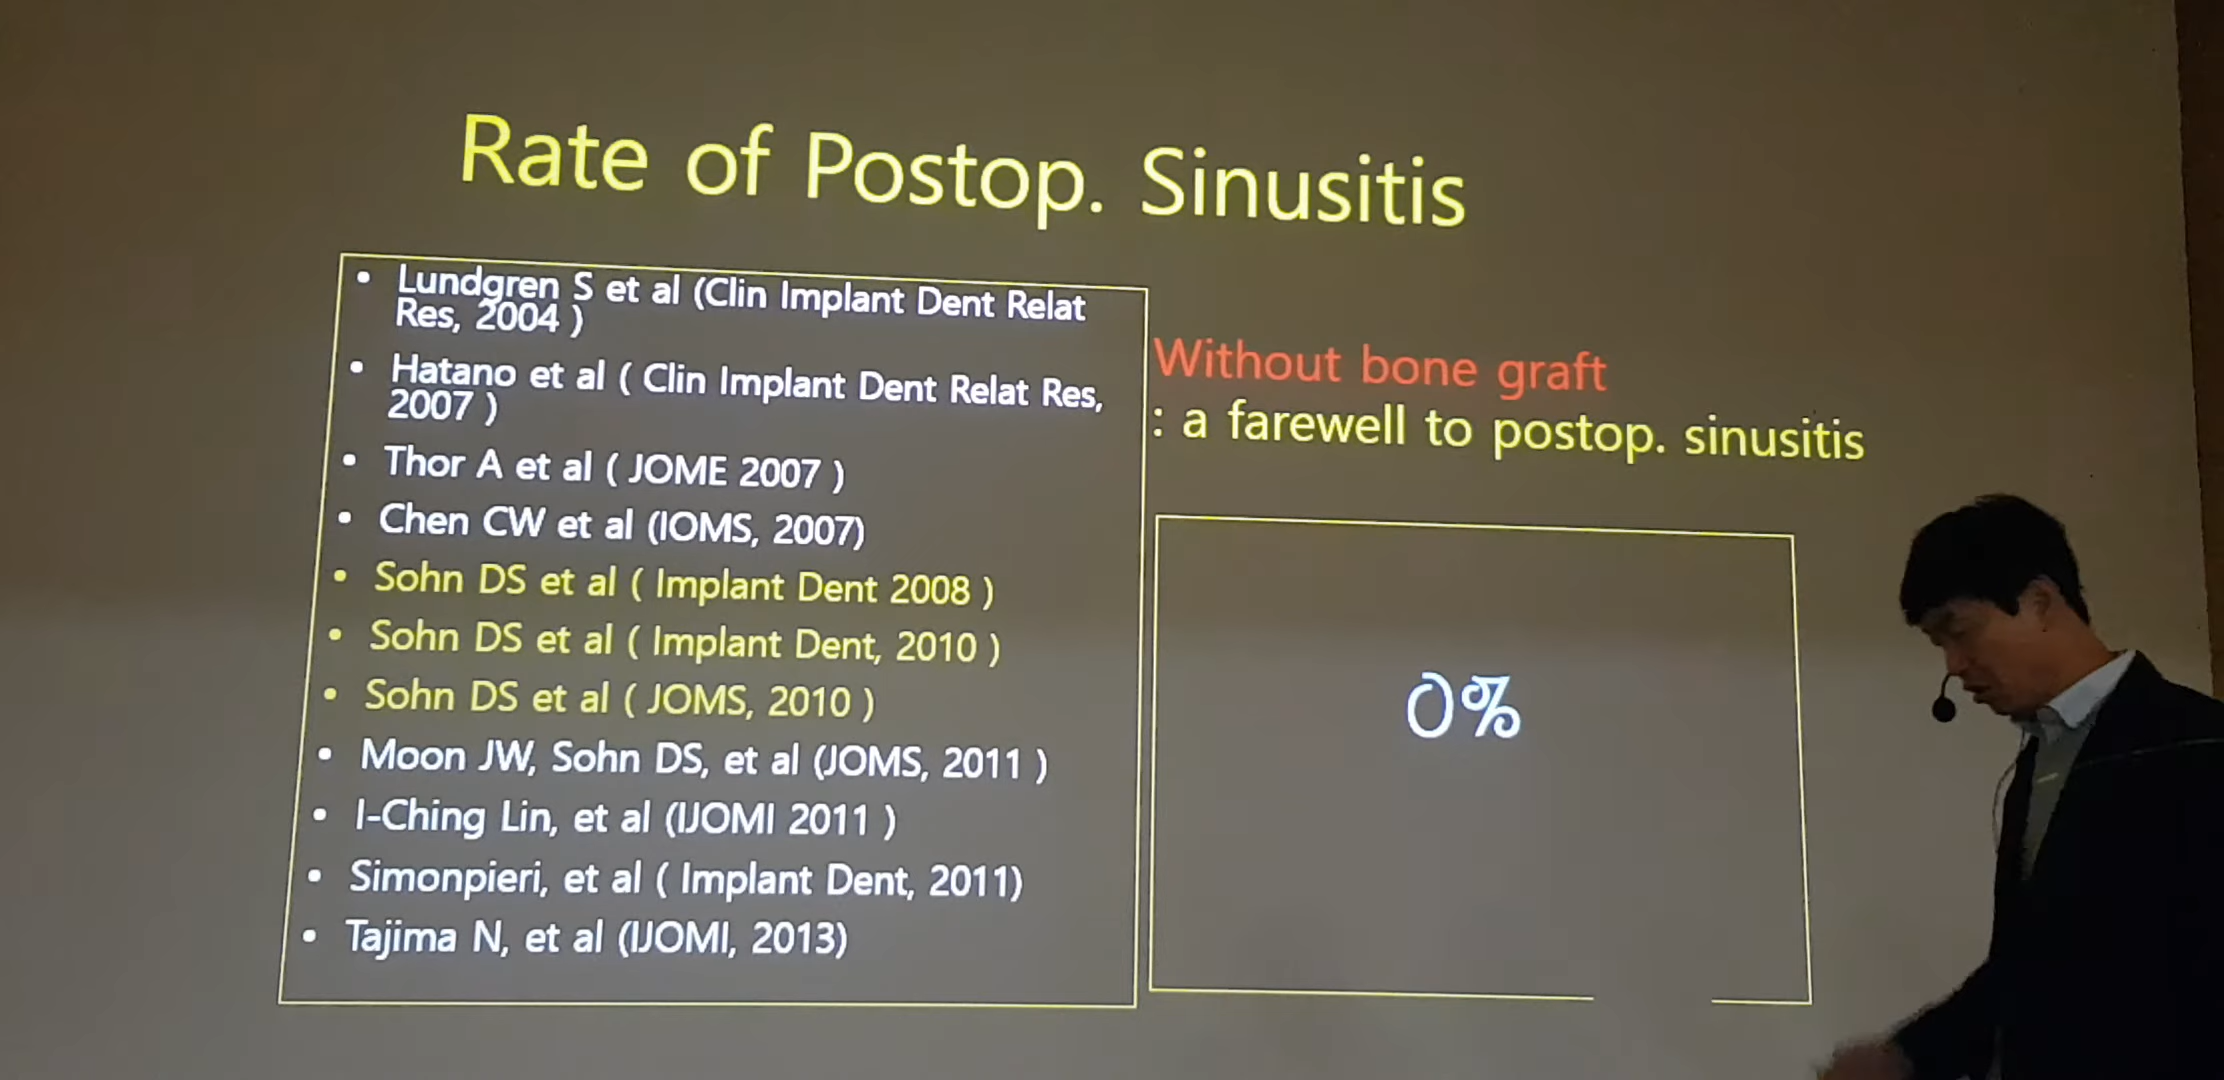 Rate of Postop. Sinusitis
• Lundgren S et al (Clin Implant Dent Relat
Res, 2004 )
• Hatano et al ( Clin Implant Dent Relat Res,
2007 )
• Thor A et al ( JOME 2007 )
• Chen CW et al (IOMS, 2007)
• Sohn DS et al ( Implant Dent 2008 )
• Sohn DS et al ( Implant Dent, 2010 )
• Sohn DS et al ( JOMS, 2010 )
• Moon JW, Sohn DS, et al (JOMS, 2011 )
• I-Ching Lin, et al (IJOMI 2011 )
• Simonpieri, et al ( Implant Dent, 2011)
• Tajima N, et al (IJOMI, 2013)
Without bone graft
: a farewell to postop. sinusitis
0%